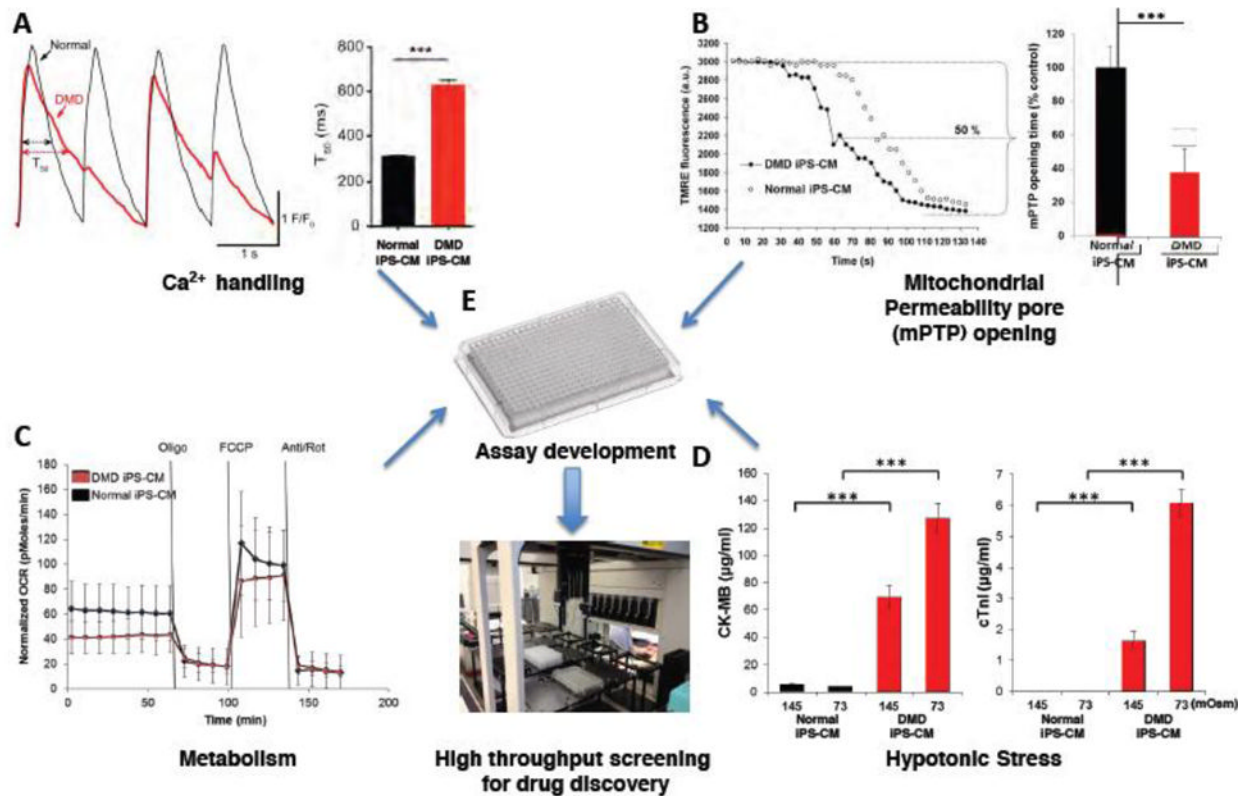 A
Normal
DMD
T50
1 F/F0
1 s
***
800
600
400
200
0
T50 (ms)
Normal
iPS-CM
DMD
iPS-CM
Ca2+ handling
B
3000
2800
2600
2400
2200
2000
1800
1600
1400
1200
TMRE fluorescence (a.u.)
50 %
DMD iPS-CM
Normal iPS-CM
0 10 20 30 40 50 60 70 80 90 100 110 120 130 140
Time (s)
***
120
100
80
60
40
20
0
mPTP opening time (% control)
Normal
iPS-CM
DMD
iPS-CM
Mitochondrial
Permeability pore
(mPTP) opening
E
Assay development
High throughput screening
for drug discovery
C
Oligo FCCP Anti/Rot
DMD iPS-CM
Normal iPS-CM
180
160
140
120
100
80
60
40
20
0
Normalized OCR (pMoles/min)
0 50 100 150 200
Time (min)
Metabolism
D
***
***
160
140
120
100
80
60
40
20
0
CK-MB (µg/ml)
145 73 145 73
Normal
iPS-CM
DMD
iPS-CM
***
***
7
6
5
4
3
2
1
0
cTnI (µg/ml)
145 73 145 73 (mOsm)
Normal
iPS-CM
DMD
iPS-CM
Hypotonic Stress